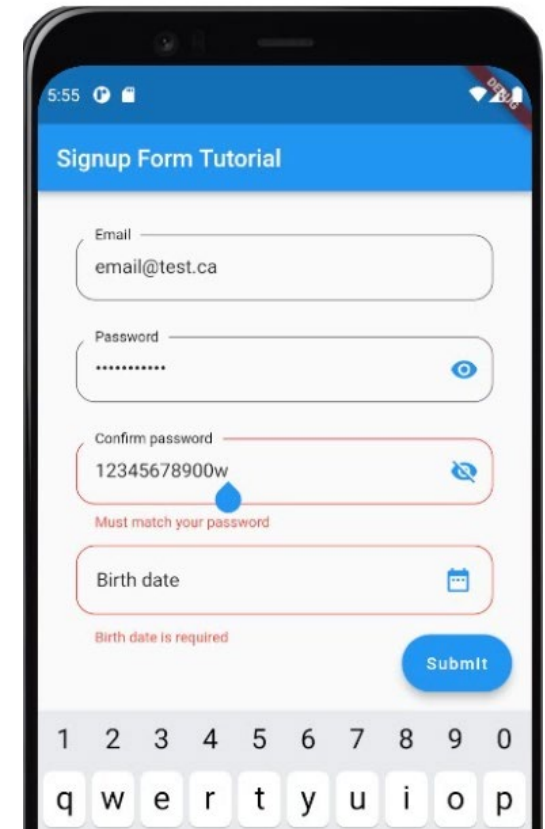 5:55
DEBUG
Signup Form Tutorial
Email
email@test.ca
Password
•••••••••••
Confirm password
12345678900w
Must match your password
Birth date
Birth date is required
Submit
1 2 3 4 5 6 7 8 9 0
q w e r t y u i o p